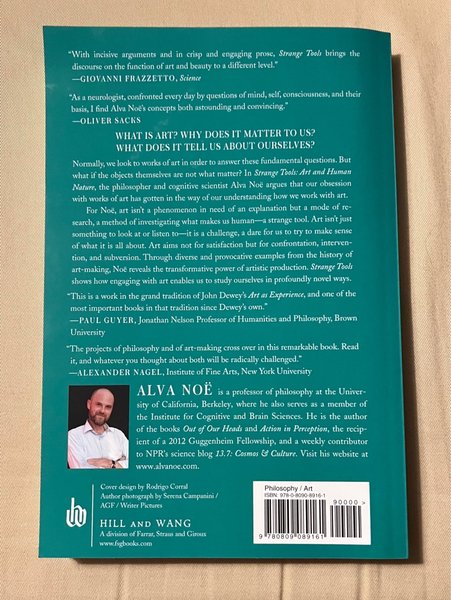 “With incisive arguments and in crisp and engaging prose, Strange Tools brings the
discourse on the function of art and beauty to a different level.”
—GIOVANNI FRAZZETTO, Science
“As a neurologist, confronted every day by questions of mind, self, consciousness, and their
basis, I find Alva Noë’s concepts both astounding and convincing.”
—OLIVER SACKS
WHAT IS ART? WHY DOES IT MATTER TO US?
WHAT DOES IT TELL US ABOUT OURSELVES?
Normally, we look to works of art in order to answer these fundamental questions. But
what if the objects themselves are not what matter? In Strange Tools: Art and Human
Nature, the philosopher and cognitive scientist Alva Noë argues that our obsession
with works of art has gotten in the way of our understanding how we work with art.
For Noë, art isn’t a phenomenon in need of an explanation but a mode of re-
search, a method of investigating what makes us human—a strange tool. Art isn’t just
something to look at or listen to—it is a challenge, a dare for us to try to make sense
of what it is all about. Art aims not for satisfaction but for confrontation, interven-
tion, and subversion. Through diverse and provocative examples from the history of
art-making, Noë reveals the transformative power of artistic production. Strange Tools
shows how engaging with art enables us to study ourselves in profoundly novel ways.
“This is a work in the grand tradition of John Dewey’s Art as Experience, and one of the
most important books in that tradition since Dewey’s own.”
—PAUL GUYER, Jonathan Nelson Professor of Humanities and Philosophy, Brown
University
“The projects of philosophy and of art-making cross over in this remarkable book. Read
it, and whatever you thought about both will be radically challenged.”
—ALEXANDER NAGEL, Institute of Fine Arts, New York University
ALVA NOË is a professor of philosophy at the Univer-
sity of California, Berkeley, where he also serves as a member of
the Institute for Cognitive and Brain Sciences. He is the author
of the books Out of Our Heads and Action in Perception, the recip-
ient of a 2012 Guggenheim Fellowship, and a weekly contributor
to NPR’s science blog 13.7: Cosmos & Culture. Visit his website at
www.alvanoe.com.
Cover design by Rodrigo Corral
Author photograph by Serena Campanini /
AGF / Writer Pictures
HILL AND WANG
A division of Farrar, Straus and Giroux
www.fsgbooks.com
Philosophy / Art
ISBN: 978-0-8090-8916-1
90000>
9 780809 089161